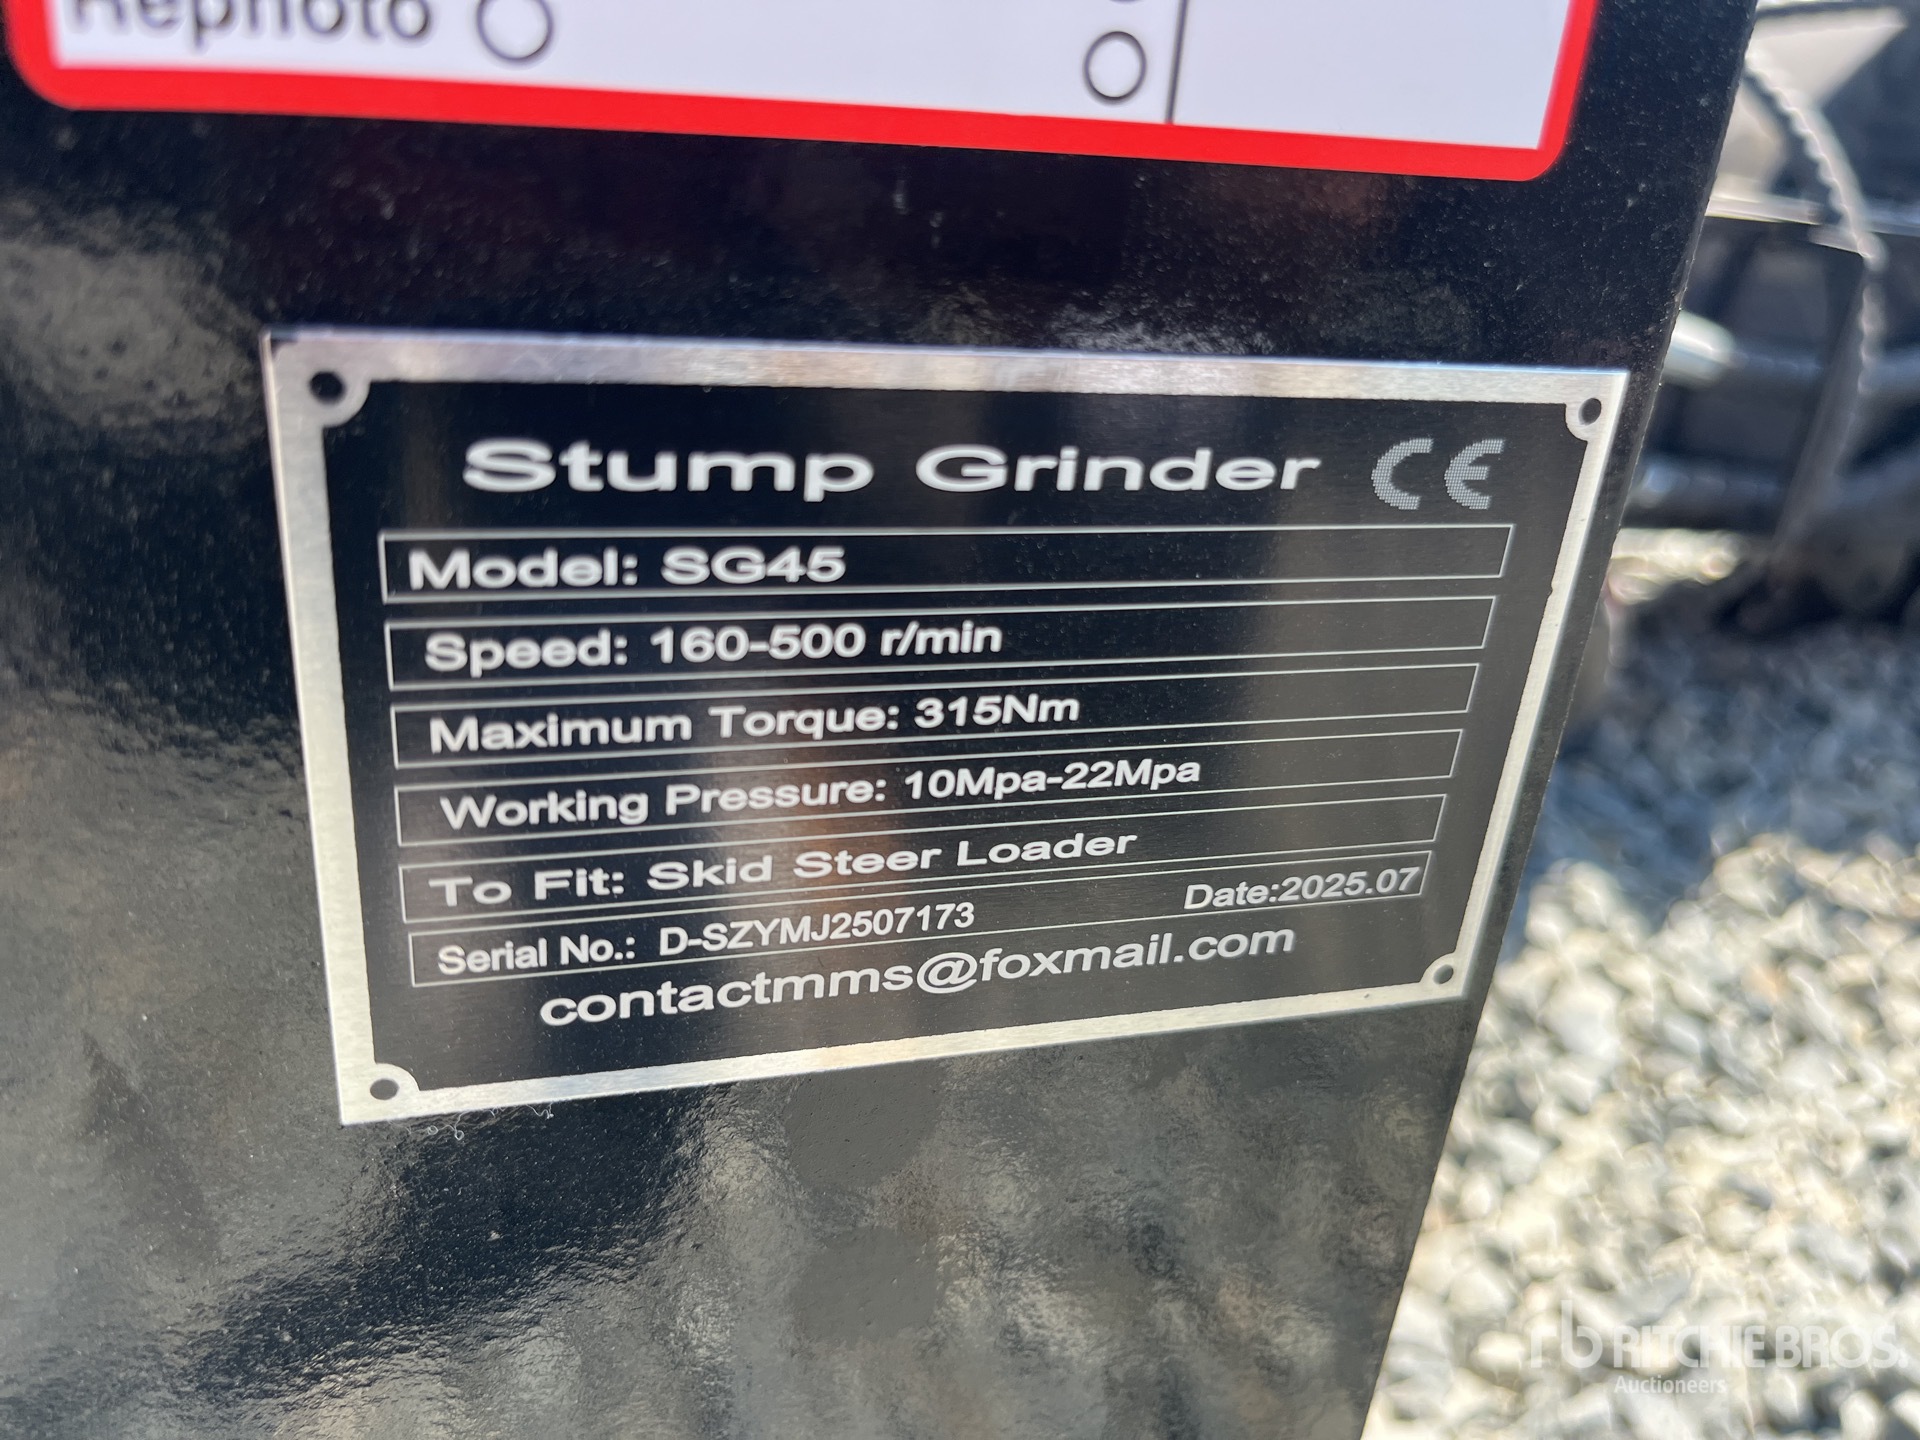 Rephoto
Stump Grinder CE
Model: SG45
Speed: 160-500 r/min
Maximum Torque: 315Nm
Working Pressure: 10Mpa-22Mpa
To Fit: Skid Steer Loader
Serial No.: D-SZYMJ2507173 Date:2025.07
contactmms@foxmail.com
rb RITCHIE BROS.
Auctioneers